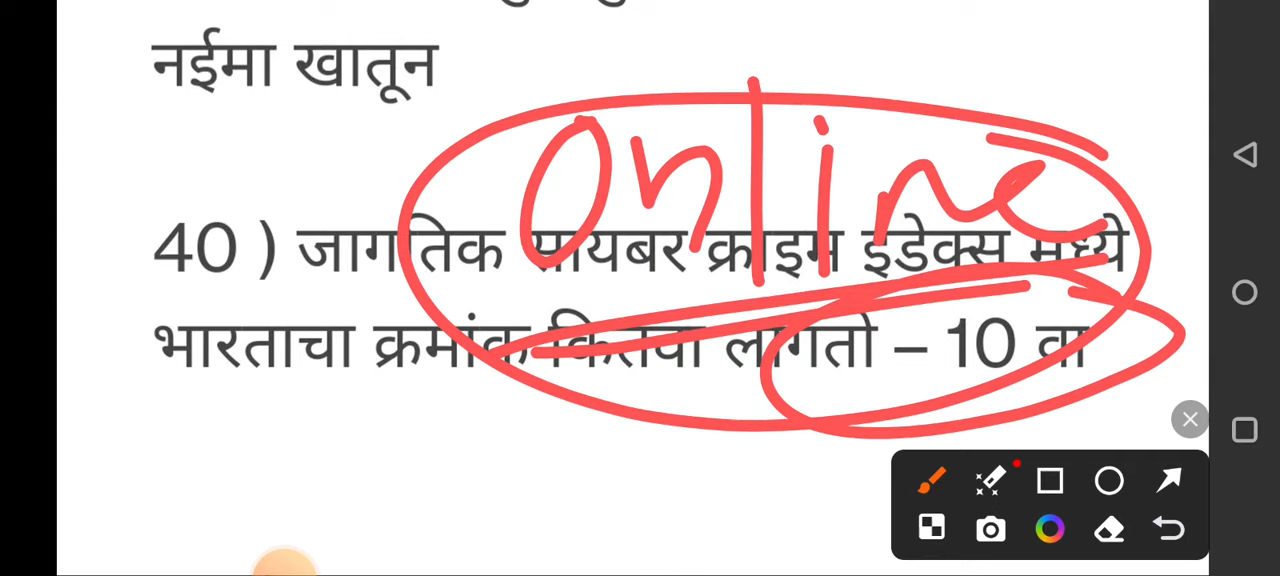 नईमा खातून
online
40 ) जागतिक सायबर क्राइम इंडेक्स मध्ये
भारताचा क्रमांक कितवा लागतो – 10 वा